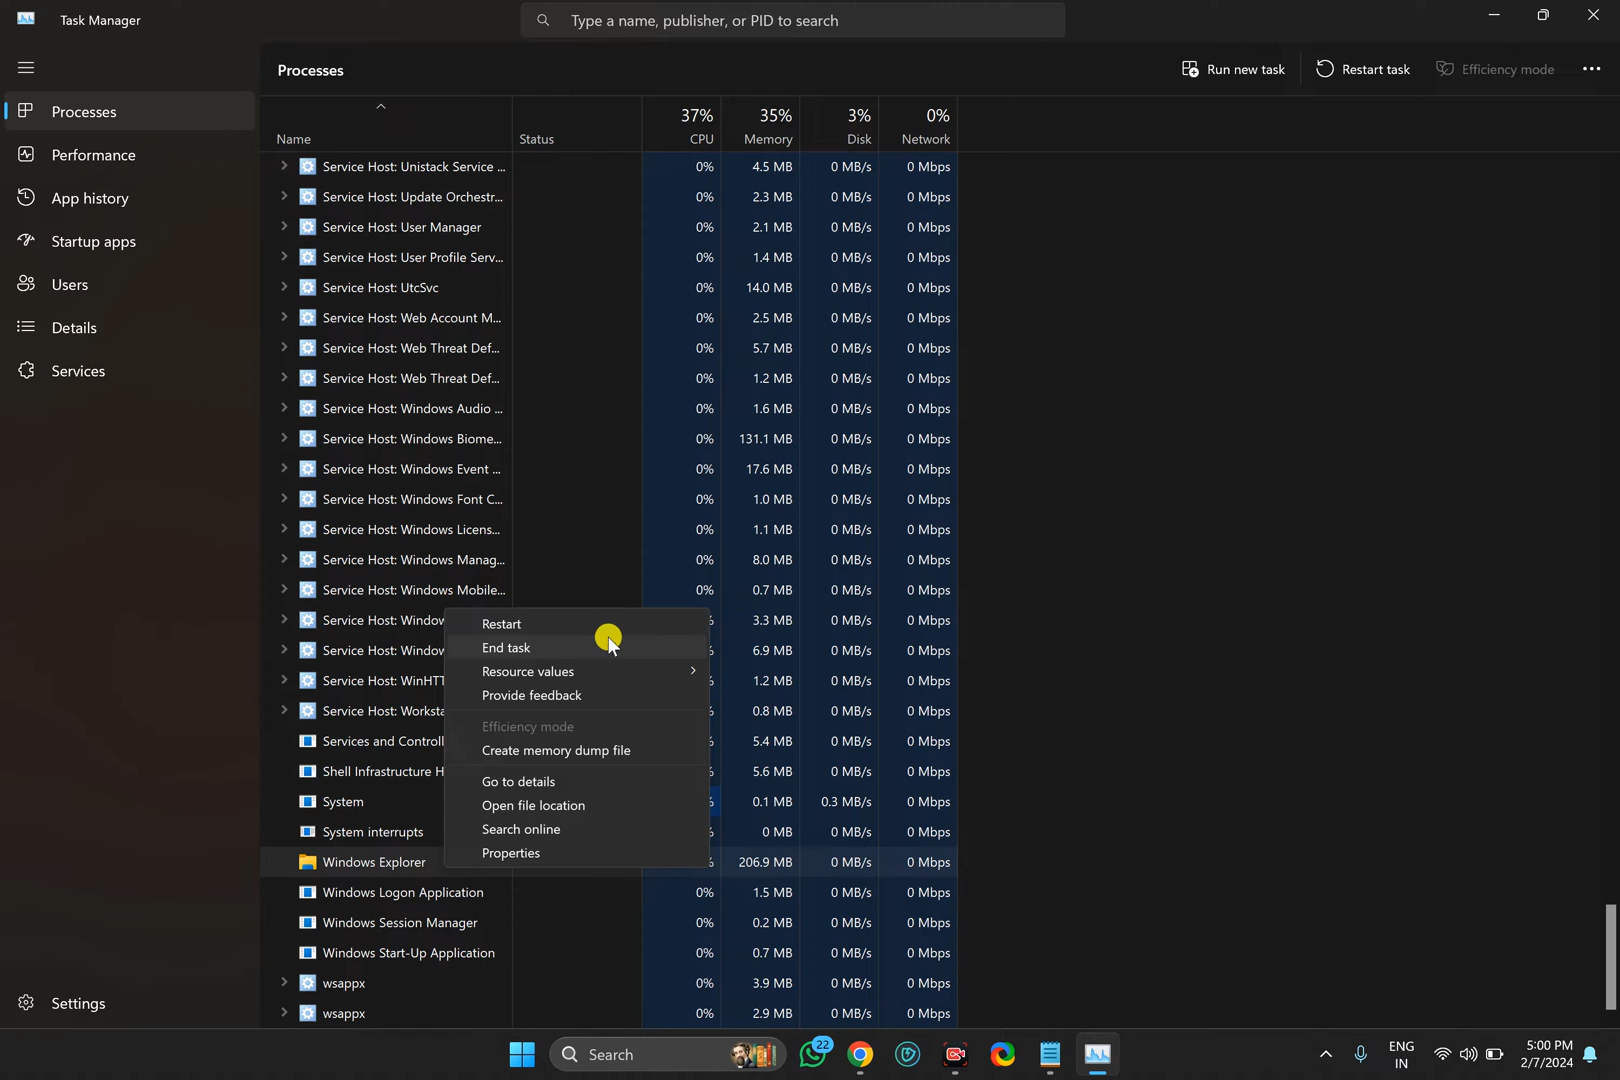 Task Manager
Type a name, publisher, or PID to search
Processes
Performance
App history
Startup apps
Users
Details
Services
Settings
Processes
Run new task
Restart task
Efficiency mode
37% 35% 3% 0%
Name Status CPU Memory Disk Network
Service Host: Unistack Service ... 0% 4.5 MB 0 MB/s 0 Mbps
Service Host: Update Orchestr... 0% 2.3 MB 0 MB/s 0 Mbps
Service Host: User Manager 0% 2.1 MB 0 MB/s 0 Mbps
Service Host: User Profile Serv... 0% 1.4 MB 0 MB/s 0 Mbps
Service Host: UtcSvc 0% 14.0 MB 0 MB/s 0 Mbps
Service Host: Web Account M... 0% 2.5 MB 0 MB/s 0 Mbps
Service Host: Web Threat Def... 0% 5.7 MB 0 MB/s 0 Mbps
Service Host: Web Threat Def... 0% 1.2 MB 0 MB/s 0 Mbps
Service Host: Windows Audio ... 0% 1.6 MB 0 MB/s 0 Mbps
Service Host: Windows Biome... 0% 131.1 MB 0 MB/s 0 Mbps
Service Host: Windows Event ... 0% 17.6 MB 0 MB/s 0 Mbps
Service Host: Windows Font C... 0% 1.0 MB 0 MB/s 0 Mbps
Service Host: Windows Licens... 0% 1.1 MB 0 MB/s 0 Mbps
Service Host: Windows Manag... 0% 8.0 MB 0 MB/s 0 Mbps
Service Host: Windows Mobile... 0% 0.7 MB 0 MB/s 0 Mbps
Service Host: Window % 3.3 MB 0 MB/s 0 Mbps
Service Host: Window % 6.9 MB 0 MB/s 0 Mbps
Service Host: WinHTT % 1.2 MB 0 MB/s 0 Mbps
Service Host: Worksta % 0.8 MB 0 MB/s 0 Mbps
Services and Controll % 5.4 MB 0 MB/s 0 Mbps
Shell Infrastructure H % 5.6 MB 0 MB/s 0 Mbps
System % 0.1 MB 0.3 MB/s 0 Mbps
System interrupts % 0 MB 0 MB/s 0 Mbps
Windows Explorer % 206.9 MB 0 MB/s 0 Mbps
Windows Logon Application 0% 1.5 MB 0 MB/s 0 Mbps
Windows Session Manager 0% 0.2 MB 0 MB/s 0 Mbps
Windows Start-Up Application 0% 0.7 MB 0 MB/s 0 Mbps
wsappx 0% 3.9 MB 0 MB/s 0 Mbps
wsappx 0% 2.9 MB 0 MB/s 0 Mbps
Restart
End task
Resource values
Provide feedback
Efficiency mode
Create memory dump file
Go to details
Open file location
Search online
Properties
Search
22
ENG
IN
5:00 PM
2/7/2024